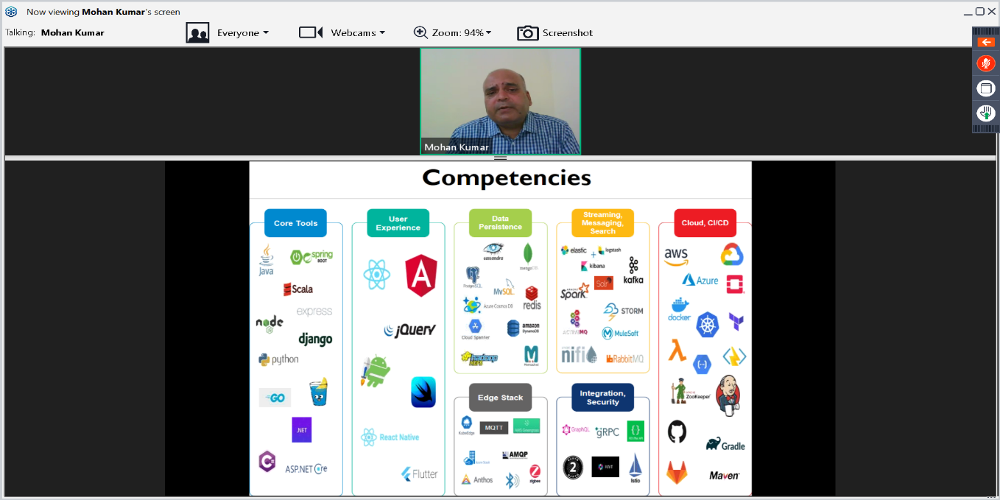 Now viewing Mohan Kumar's screen
Talking: Mohan Kumar
Everyone
Webcams
Zoom: 94%
Screenshot
Mohan Kumar
Competencies
Core Tools
Java
spring
BOOT
Scala
express
node
django
python
GO
.NET
ASP.NET Core
User
Experience
jQuery
React Native
Flutter
Data
Persistence
cassandra
mongoDB
PostgreSQL
MySQL
Azure Cosmos DB
redis
Cloud Spanner
amazon
DynamoDB
hadoop
Memcached
Streaming,
Messaging,
Search
elastic
+
logstash
kibana
kafka
APACHE
Spark
Solr
STORM
ACTIVEMQ
MuleSoft
nifi
RabbitMQ
Edge Stack
KubeEdge
MQTT
AMQP
Anthos
zigbee
Integration,
Security
GraphQL
gRPC
{}
2
Istio
Cloud, CI/CD
aws
Azure
docker
ZooKeeper
Gradle
Maven